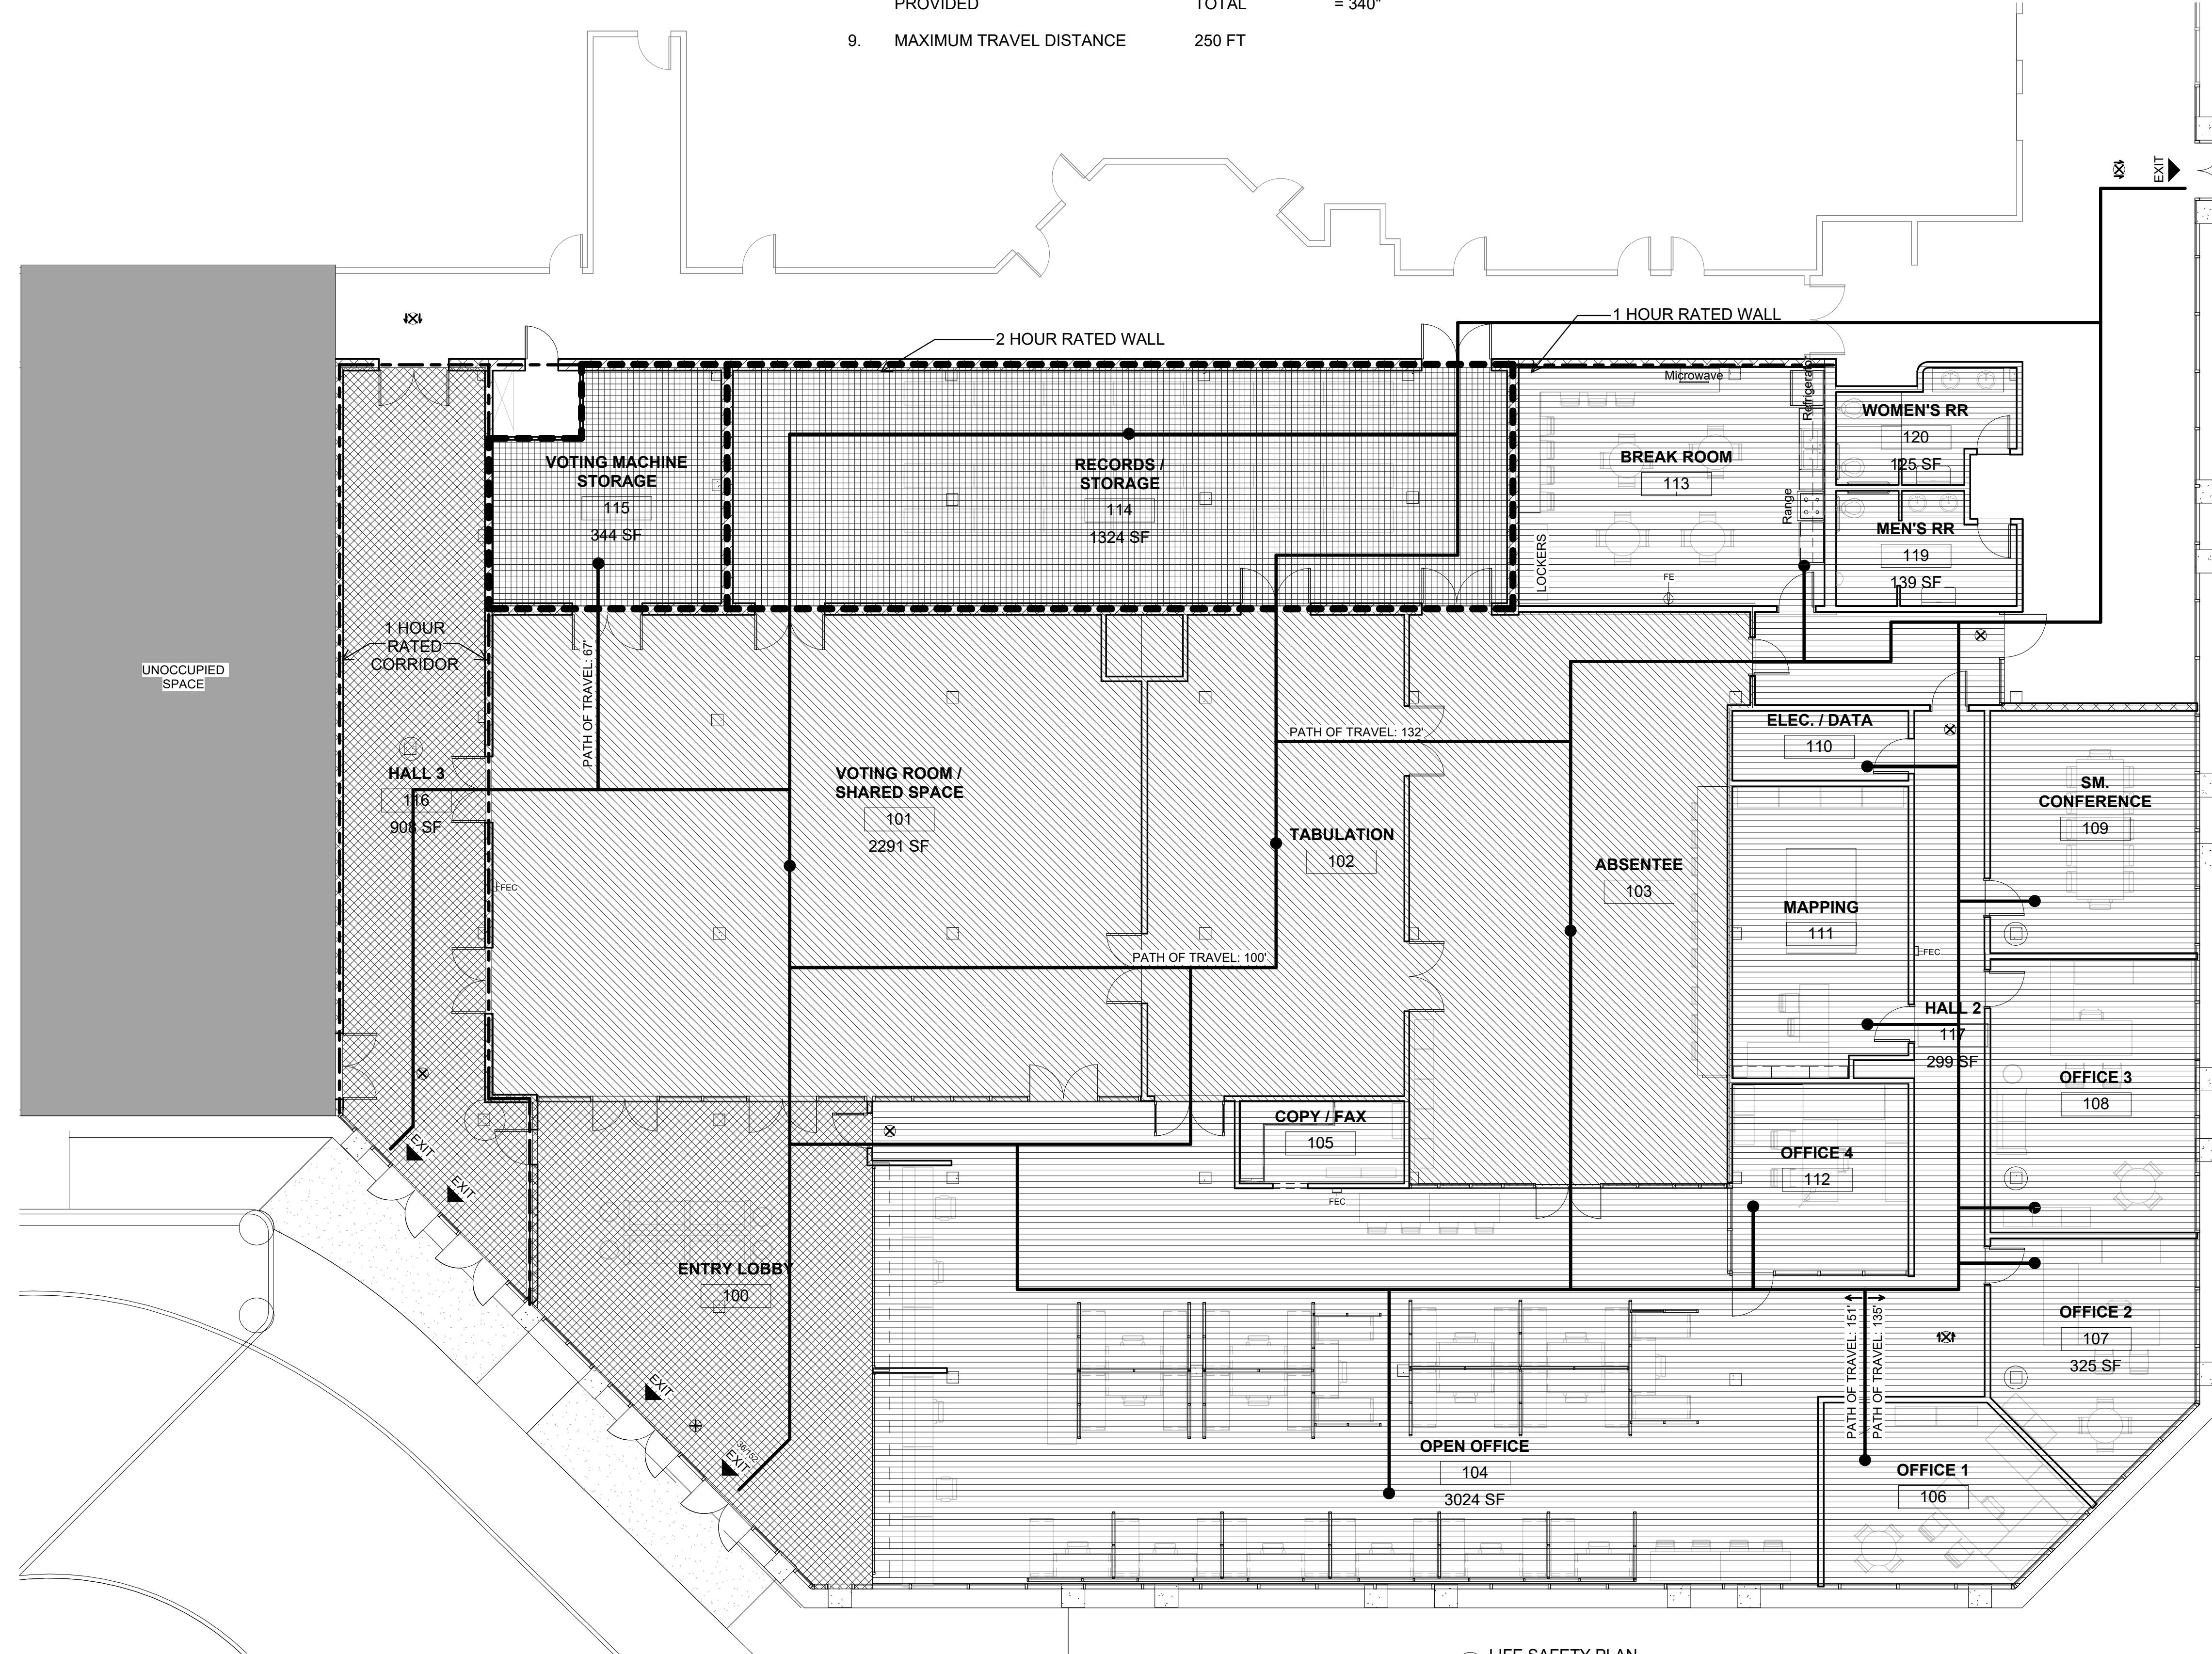 PROVIDED TOTAL = 340"
9. MAXIMUM TRAVEL DISTANCE 250 FT
EXIT
2 HOUR RATED WALL
1 HOUR RATED WALL
Microwave
Refrigerator
WOMEN'S RR
120
125 SF
VOTING MACHINE
STORAGE
115
344 SF
RECORDS /
STORAGE
114
1324 SF
BREAK ROOM
113
Range
LOCKERS
FE
MEN'S RR
119
139 SF
1 HOUR
RATED
CORRIDOR
UNOCCUPIED
SPACE
PATH OF TRAVEL: 67'
HALL 3
116
908 SF
FEC
VOTING ROOM /
SHARED SPACE
101
2291 SF
PATH OF TRAVEL: 132'
TABULATION
102
PATH OF TRAVEL: 100'
ABSENTEE
103
ELEC. / DATA
110
SM.
CONFERENCE
109
MAPPING
111
FEC
HALL 2
117
299 SF
OFFICE 3
108
COPY / FAX
105
FEC
OFFICE 4
112
EXIT
EXIT
ENTRY LOBBY
100
EXIT
36/152
EXIT
PATH OF TRAVEL: 151'
PATH OF TRAVEL: 135'
OFFICE 2
107
325 SF
OPEN OFFICE
104
3024 SF
OFFICE 1
106
LIFE SAFETY PLAN